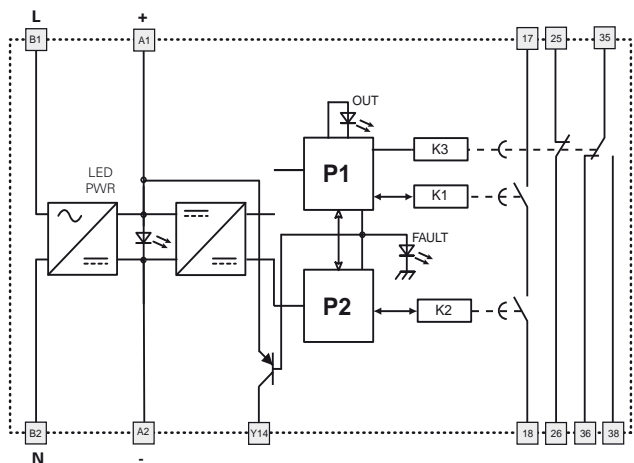 L
+
B1
A1
17
25
35
OUT
LED
PWR
P1
K3
K1
FAULT
P2
K2
B2
A2
Y14
18
26
36
38
N
-